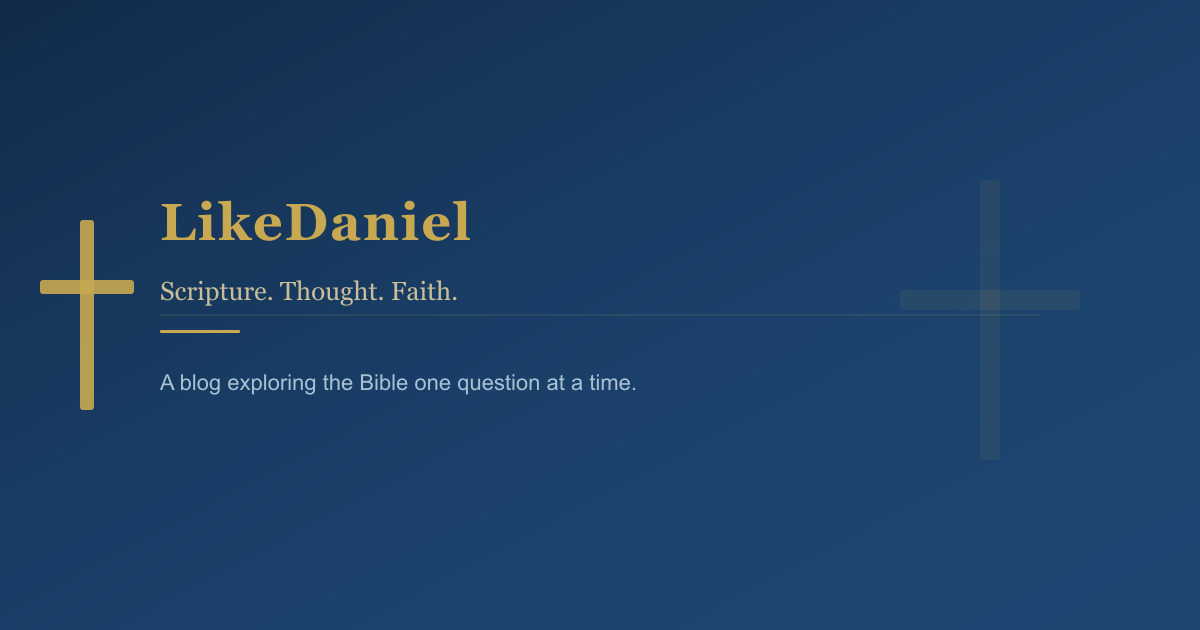 LikeDaniel
Scripture. Thought. Faith.
A blog exploring the Bible one question at a time.